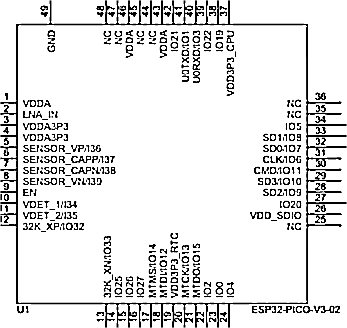 49 48 47 46 45 44 43 42 41 40 39 38 37
GND NC NC VDDA NC NC VDDA IO21 U0TXD/IO1 U0RXD/IO3 IO22 IO19 VDD3P3_CPU
1 VDDA
2 LNA_IN
3 VDDA3P3
4 VDDA3P3
5 SENSOR_VP/I36
6 SENSOR_CAPP/I37
7 SENSOR_CAPN/I38
8 SENSOR_VN/I39
9 EN
10 VDET_1/I34
11 VDET_2/I35
12 32K_XP/IO32
NC 36
NC 35
IO5 34
SD1/IO8 33
SD0/IO7 32
CLK/IO6 31
CMD/IO11 30
SD3/IO10 29
SD2/IO9 28
IO20 27
VDD_SDIO 26
NC 25
32K_XN/IO33 IO25 IO26 IO27 MTMS/IO14 MTDI/IO12 VDD3P3_RTC MTCK/IO13 MTDO/IO15 IO2 IO0 IO4
U1
ESP32-PICO-V3-02
13 14 15 16 17 18 19 20 21 22 23 24